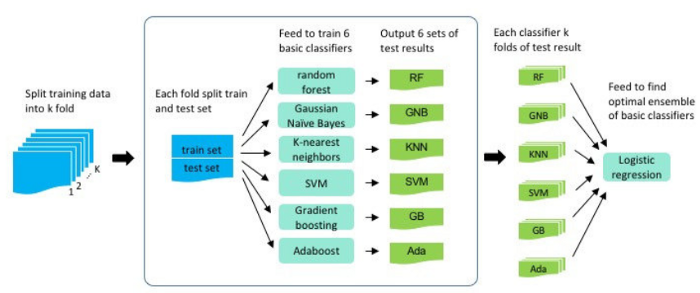 Split training data
into k fold
1
2
K
Each fold split train
and test set
train set
test set
Feed to train 6
basic classifiers
random
forest
Gaussian
Naïve Bayes
K-nearest
neighbors
SVM
Gradient
boosting
Adaboost
Output 6 sets of
test results
RF
GNB
KNN
SVM
GB
Ada
Each classifier k
folds of test result
RF
GNB
KNN
SVM
GB
Ada
Feed to find
optimal ensemble
of basic classifiers
Logistic
regression